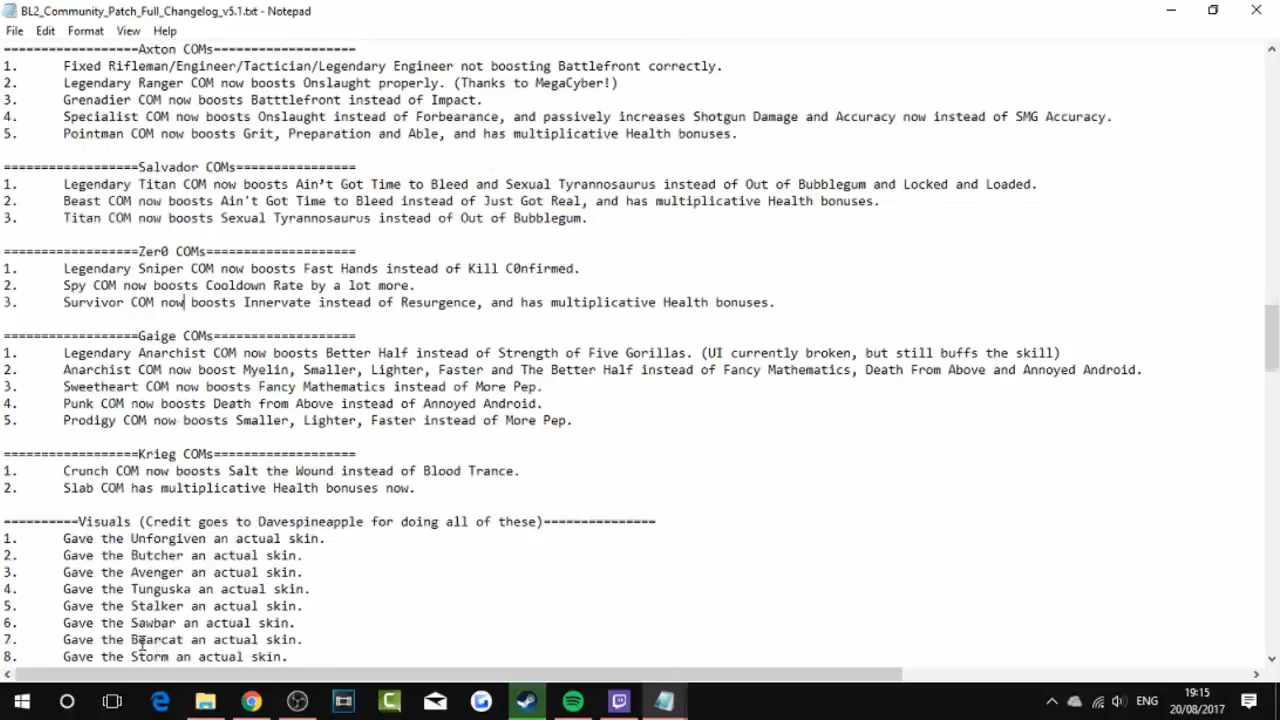 BL2_Community_Patch_Full_Changelog_v5.1.txt - Notepad
File Edit Format View Help
==================Axton COMs===================
1. Fixed Rifleman/Engineer/Tactician/Legendary Engineer not boosting Battlefront correctly.
2. Legendary Ranger COM now boosts Onslaught properly. (Thanks to MegaCyber!)
3. Grenadier COM now boosts Batttlefront instead of Impact.
4. Specialist COM now boosts Onslaught instead of Forbearance, and passively increases Shotgun Damage and Accuracy now instead of SMG Accuracy.
5. Pointman COM now boosts Grit, Preparation and Able, and has multiplicative Health bonuses.
==================Salvador COMs================
1. Legendary Titan COM now boosts Ain’t Got Time to Bleed and Sexual Tyrannosaurus instead of Out of Bubblegum and Locked and Loaded.
2. Beast COM now boosts Ain't Got Time to Bleed instead of Just Got Real, and has multiplicative Health bonuses.
3. Titan COM now boosts Sexual Tyrannosaurus instead of Out of Bubblegum.
==================Zer0 COMs====================
1. Legendary Sniper COM now boosts Fast Hands instead of Kill C0nfirmed.
2. Spy COM now boosts Cooldown Rate by a lot more.
3. Survivor COM now boosts Innervate instead of Resurgence, and has multiplicative Health bonuses.
==================Gaige COMs===================
1. Legendary Anarchist COM now boosts Better Half instead of Strength of Five Gorillas. (UI currently broken, but still buffs the skill)
2. Anarchist COM now boost Myelin, Smaller, Lighter, Faster and The Better Half instead of Fancy Mathematics, Death From Above and Annoyed Android.
3. Sweetheart COM now boosts Fancy Mathematics instead of More Pep.
4. Punk COM now boosts Death from Above instead of Annoyed Android.
5. Prodigy COM now boosts Smaller, Lighter, Faster instead of More Pep.
==================Krieg COMs===================
1. Crunch COM now boosts Salt the Wound instead of Blood Trance.
2. Slab COM has multiplicative Health bonuses now.
==========Visuals (Credit goes to Davespineapple for doing all of these)===============
1. Gave the Unforgiven an actual skin.
2. Gave the Butcher an actual skin.
3. Gave the Avenger an actual skin.
4. Gave the Tunguska an actual skin.
5. Gave the Stalker an actual skin.
6. Gave the Sawbar an actual skin.
7. Gave the Bearcat an actual skin.
8. Gave the Storm an actual skin.
ENG
19:15
20/08/2017